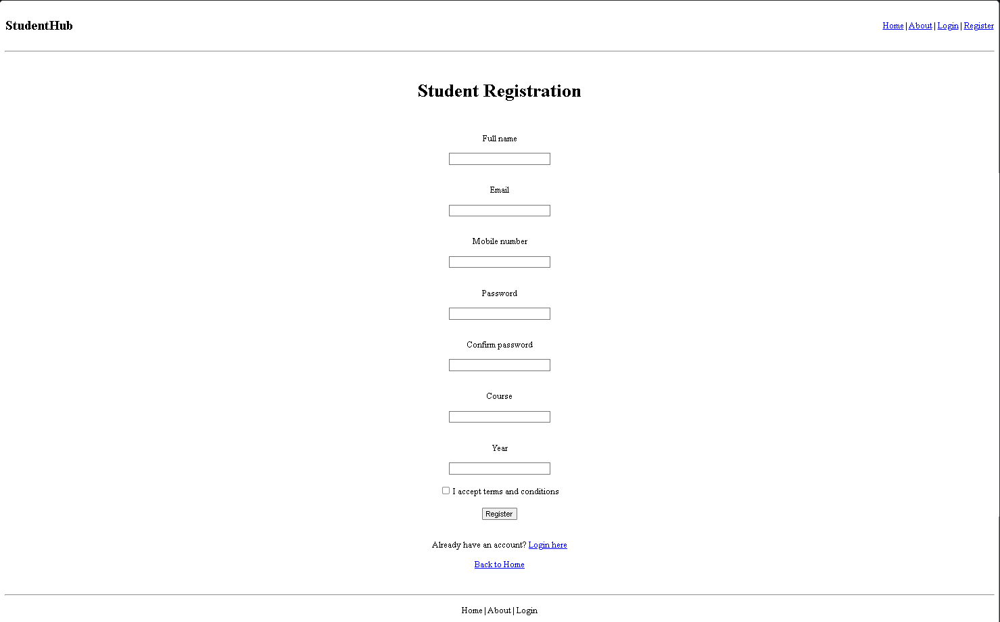 StudentHub
Home | About | Login | Register
Student Registration
Full name
Email
Mobile number
Password
Confirm password
Course
Year
I accept terms and conditions
Register
Already have an account? Login here
Back to Home
Home | About | Login